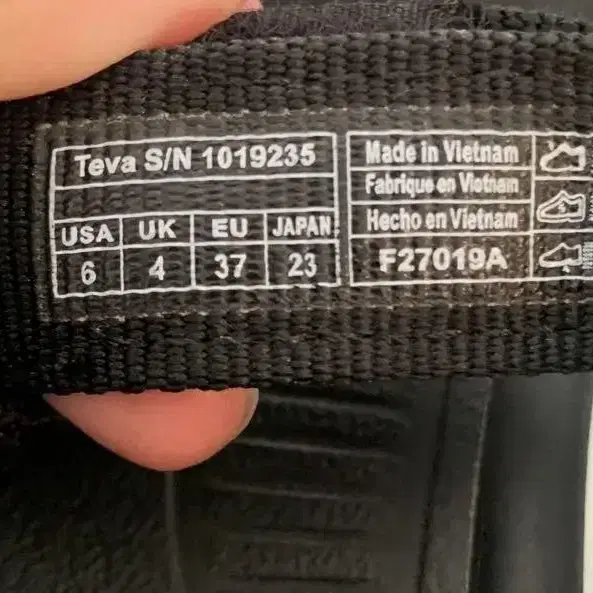 Teva S/N 1019235
USA UK EU JAPAN
6 4 37 23
Made in Vietnam
Fabrique en Vietnam
Hecho en Vietnam
F27019A